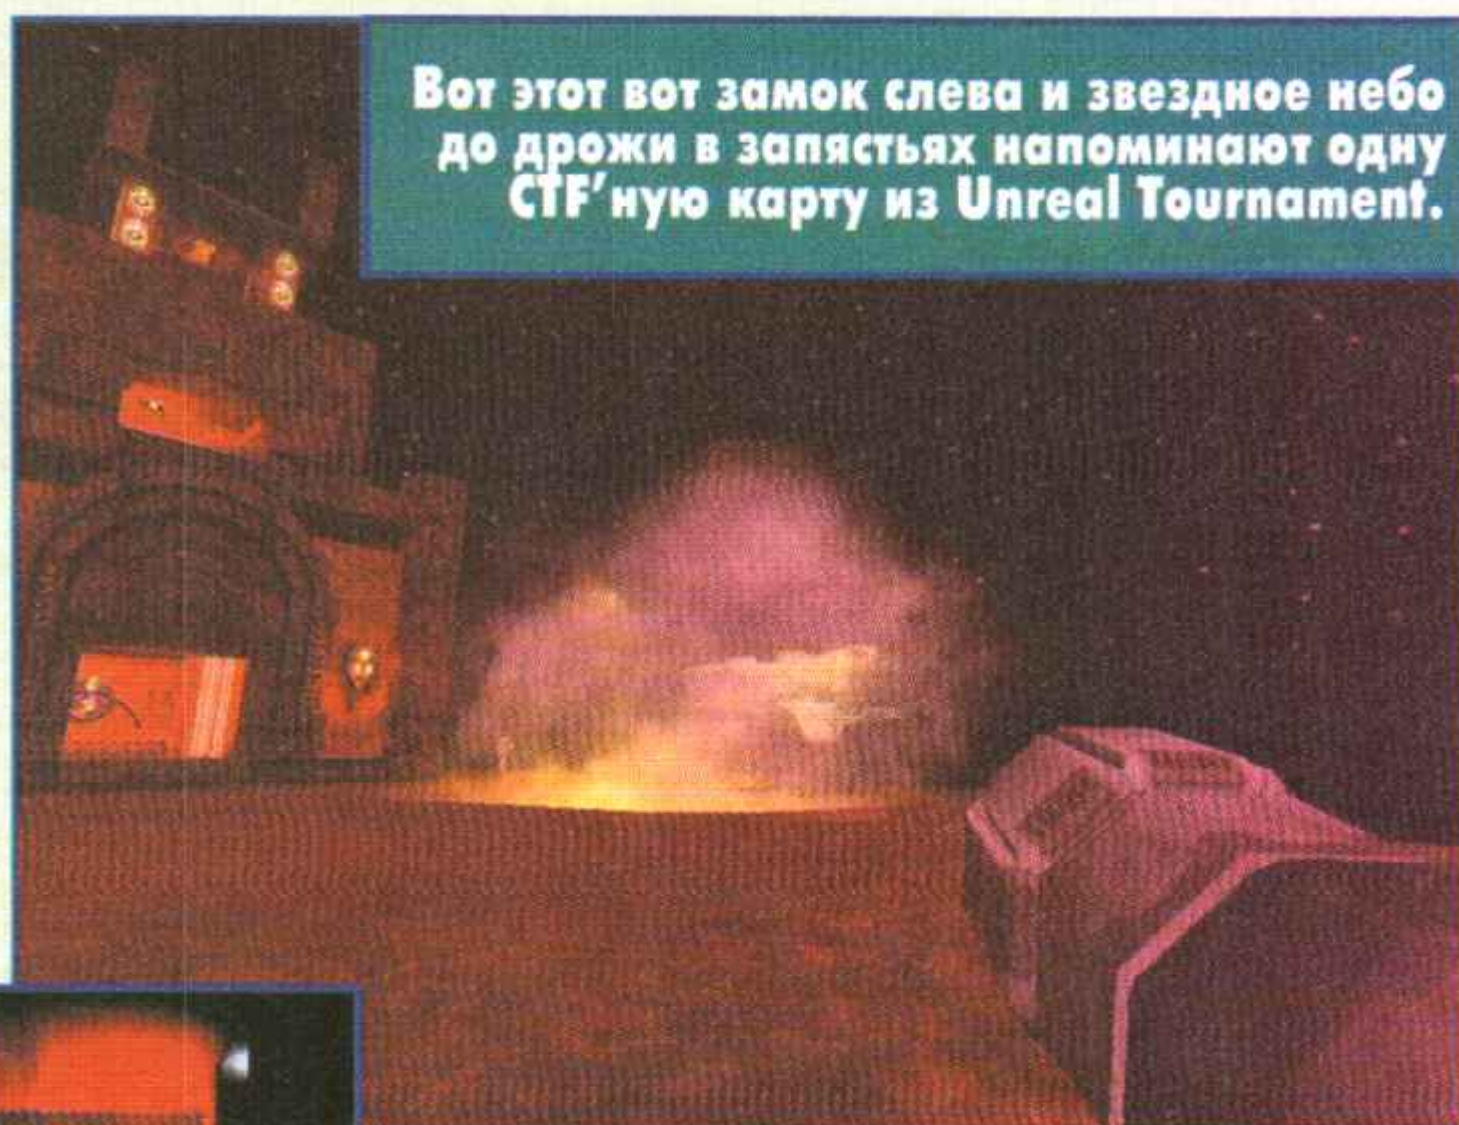 Вот этот вот замок слева и звездное небо
до дрожи в запястьях напоминают одну
CTF'ную карту из Unreal Tournament.